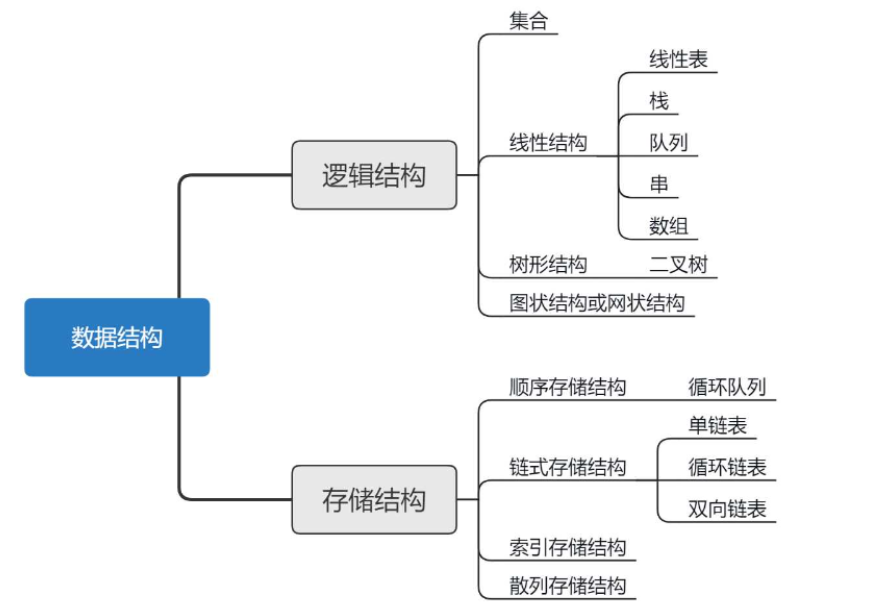 数据结构
逻辑结构
集合
线性结构
线性表
栈
队列
串
数组
树形结构
二叉树
图状结构或网状结构
存储结构
顺序存储结构
循环队列
链式存储结构
单链表
循环链表
双向链表
索引存储结构
散列存储结构